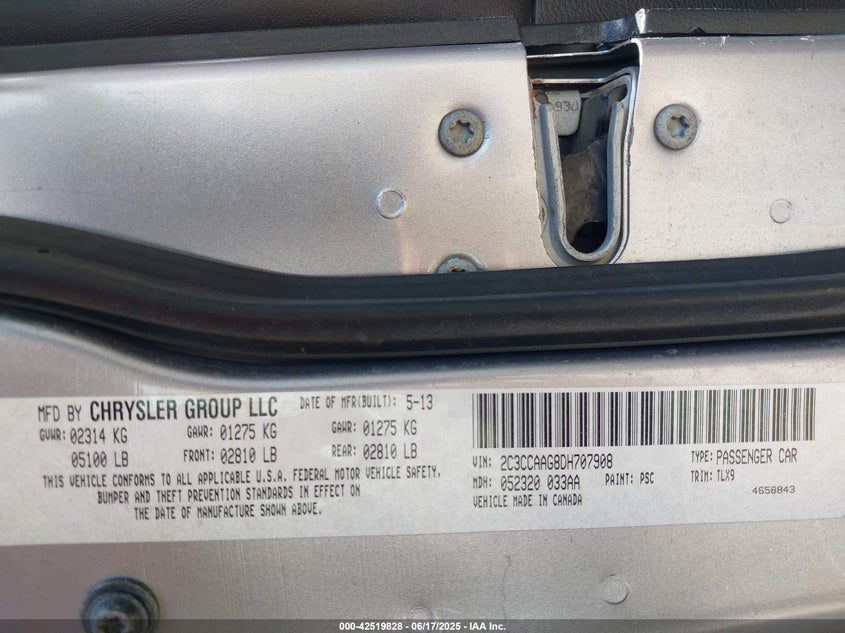 930
MFD BY CHRYSLER GROUP LLC DATE OF MFR(BUILT): 5-13
GVWR: 02314 KG GAWR: 01275 KG GAWR: 01275 KG
05100 LB FRONT: 02810 LB REAR: 02810 LB
THIS VEHICLE CONFORMS TO ALL APPLICABLE U.S.A. FEDERAL MOTOR VEHICLE SAFETY,
BUMPER AND THEFT PREVENTION STANDARDS IN EFFECT ON
THE DATE OF MANUFACTURE SHOWN ABOVE.
VIN: 2C3CCAAG8DH707908 TYPE: PASSENGER CAR
MDH: 052320 033AA PAINT: PSC TRIM: TLX9
VEHICLE MADE IN CANADA 4658843
000-42519828 - 06/17/2025 - IAA Inc.